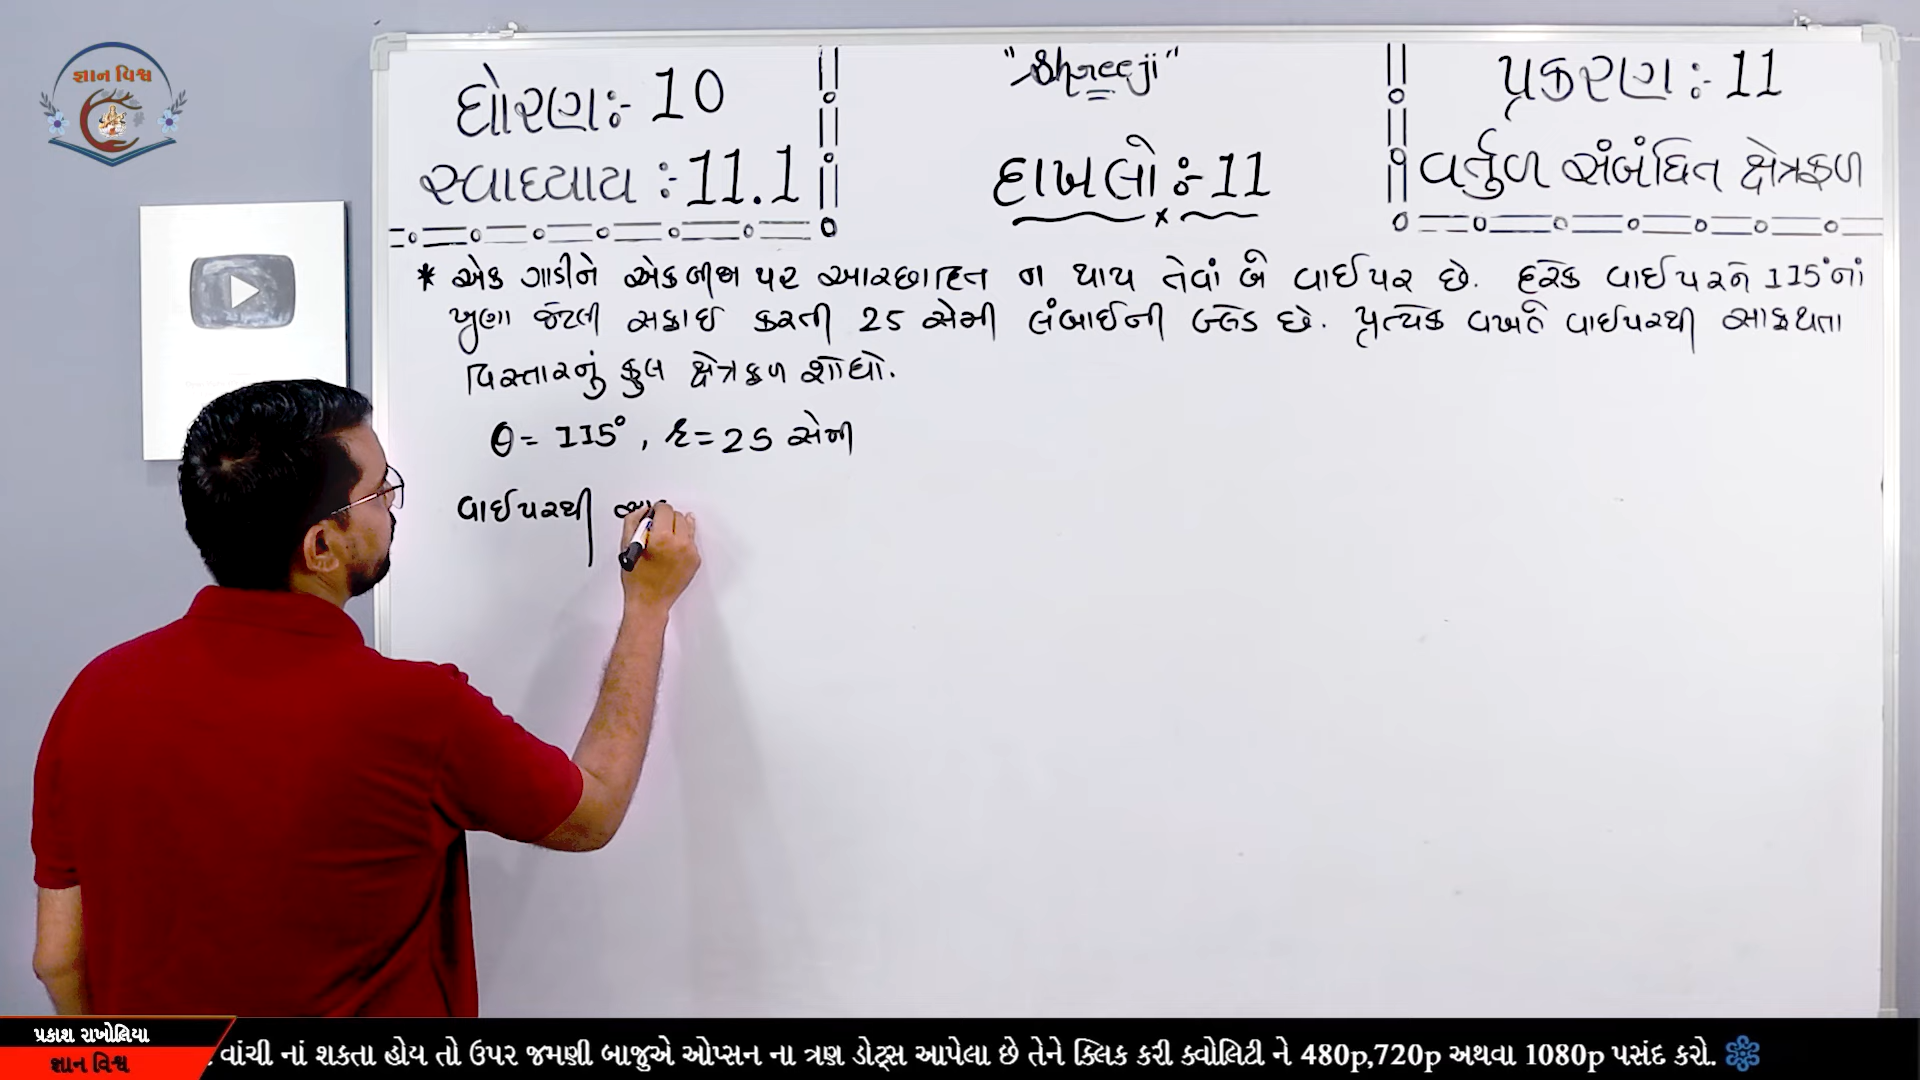 જ્ઞાન વિશ્વ
ધોરણ :- 10
સ્વાધ્યાય :- 11.1
"Shreeji"
દાખલો :- 11
પ્રકરણ :- 11
વર્તુળ સંબંઘિત ક્ષેત્રફળ
* એક ગાડીને એકબીજા પર આચ્છાદિત ન થાય તેવાં બે વાઈપર છે. દરેક વાઈપરને 115°નાં
ખુણા જેટલી સફાઈ કરતી 25 સેમી લંબાઈની બ્લેડ છે. પ્રત્યેક વખતે વાઈપરથી સાફ થતા
વિસ્તારનું કુલ ક્ષેત્રફળ શોધો.
θ = 115°, r = 25 સેમી
વાઈપરથી
પ્રકાશ રાખોલિયા
જ્ઞાન વિશ્વ
વાંચી નાં શકતા હોય તો ઉપર જમણી બાજુએ ઓપ્સન ના ત્રણ ડોટ્સ આપેલા છે તેને ક્લિક કરી ક્વોલિટી ને 480p,720p અથવા 1080p પસંદ કરો.